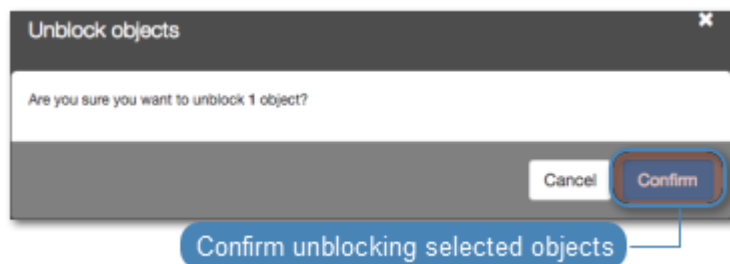 Unblock objects
Are you sure you want to unblock 1 object?
Cancel Confirm
Confirm unblocking selected objects